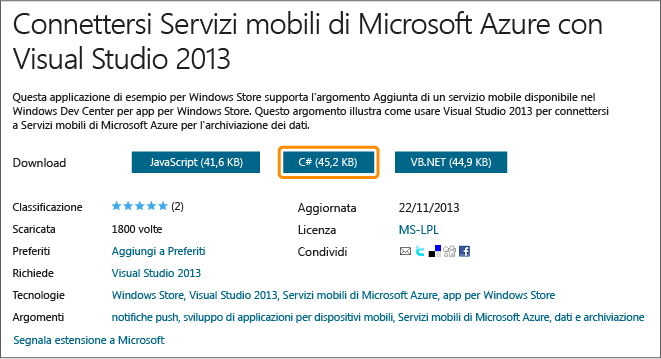 Connettersi Servizi mobili di Microsoft Azure con
Visual Studio 2013
Questa applicazione di esempio per Windows Store supporta l'argomento Aggiunta di un servizio mobile disponibile nel
Windows Dev Center per app per Windows Store. Questo argomento illustra come usare Visual Studio 2013 per connettersi
a Servizi mobili di Microsoft Azure per l'archiviazione dei dati.
Download JavaScript (41,6 KB) C# (45,2 KB) VB.NET (44,9 KB)
Classificazione (2) Aggiornata 22/11/2013
Scaricata 1800 volte Licenza MS-LPL
Preferiti Aggiungi a Preferiti Condividi
Richiede Visual Studio 2013
Tecnologie Windows Store, Visual Studio 2013, Servizi mobili di Microsoft Azure, app per Windows Store
Argomenti notifiche push, sviluppo di applicazioni per dispositivi mobili, Servizi mobili di Microsoft Azure, dati e archiviazione
Segnala estensione a Microsoft